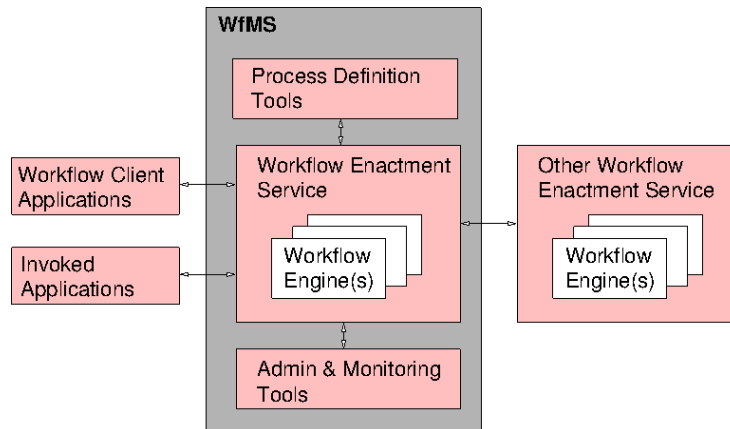 WfMS
Process Definition
Tools
Workflow Client
Applications
Workflow Enactment
Service
Workflow
Engine(s)
Other Workflow
Enactment Service
Workflow
Engine(s)
Invoked
Applications
Admin & Monitoring
Tools